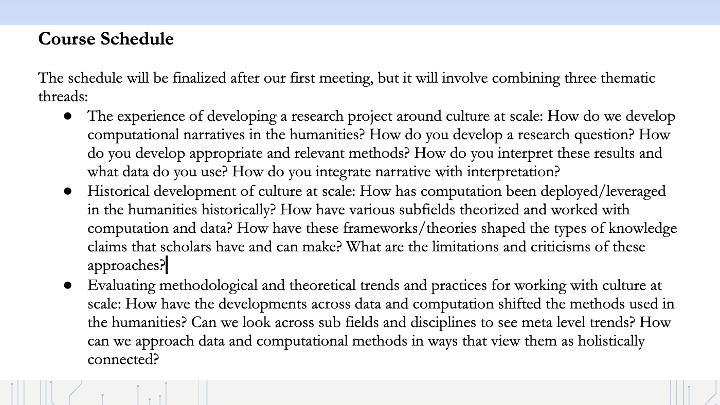 Course Schedule
The schedule will be finalized after our first meeting, but it will involve combining three thematic
threads:
● The experience of developing a research project around culture at scale: How do we develop
computational narratives in the humanities? How do you develop a research question? How
do you develop appropriate and relevant methods? How do you interpret these results and
what data do you use? How do you integrate narrative with interpretation?
● Historical development of culture at scale: How has computation been deployed/leveraged
in the humanities historically? How have various subfields theorized and worked with
computation and data? How have these frameworks/theories shaped the types of knowledge
claims that scholars have and can make? What are the limitations and criticisms of these
approaches?
● Evaluating methodological and theoretical trends and practices for working with culture at
scale: How have the developments across data and computation shifted the methods used in
the humanities? Can we look across sub fields and disciplines to see meta level trends? How
can we approach data and computational methods in ways that view them as holistically
connected?